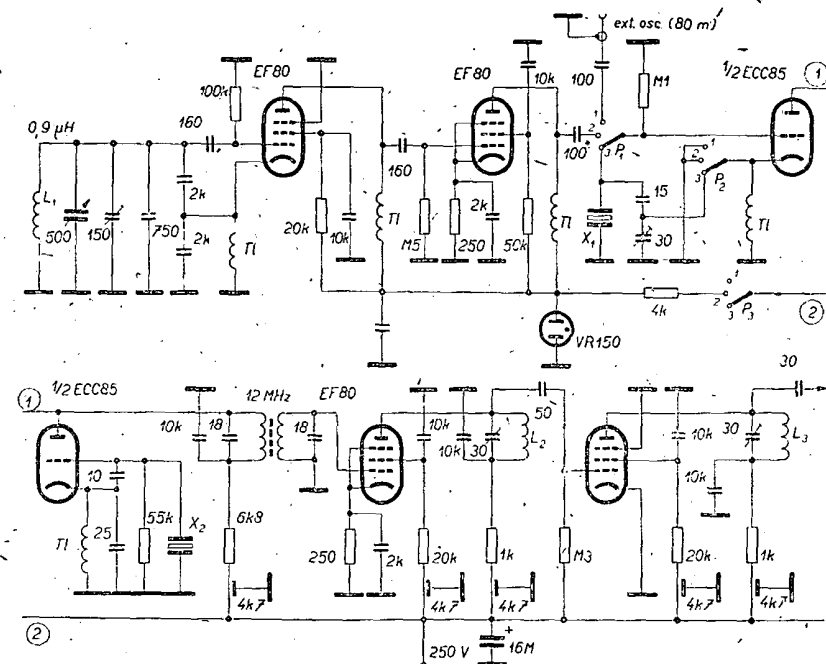 ext. osc. (80 m)
EF80
EF80
1/2 ECC85
1
100k
10k
100
M1
0,9 µH
160
160
100
1
2
3
P₁
1
2
3
P₂
L₁
500
150
750
2k
2k
Tl
20k
10k
Tl
M5
250
2k
50k
Tl
X₁
15
30
Tl
4k
1
2
3
P₃
2
VR150
1
1/2 ECC85
12 MHz
EF80
30
10k
18
18
10k
10k
30
L₂
50
10k
30
L₃
10
Tl
25
55k
X₂
6k8
250
2k
20k
1k
M3
10k
20k
1k
4k7
4k7
4k7
4k7
4k7
2
250 V
+
16M